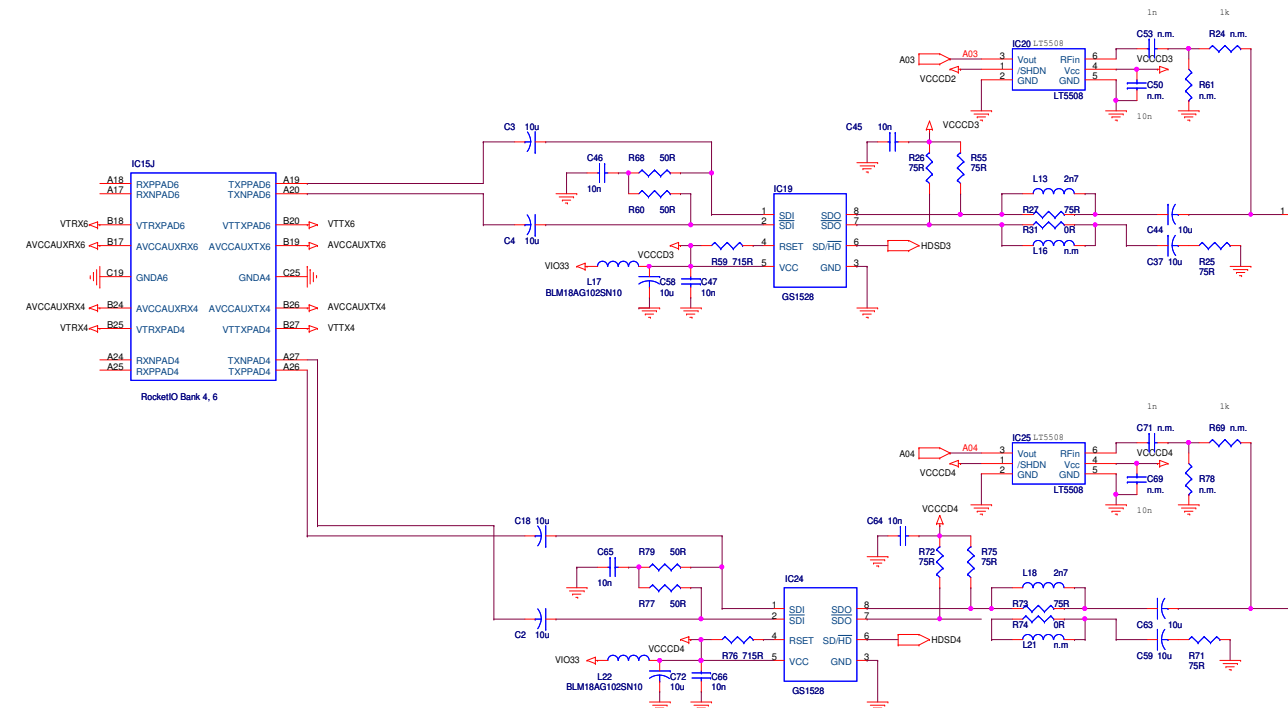 1n 1k
C53 n.m. R24 n.m.
IC20 LT5508
A03 A03 3 Vout RFin 6 VCCCD3
VCCCD2 1 /SHDN Vcc 4
2 GND GND 5 C50 R61
LT5508 n.m. n.m.
10n
C3 10u
C45 10n VCCCD3
IC15J
C46 R68 50R R26 R55
75R 75R
A18 RXPPAD6 TXPPAD6 A19
A17 RXNPAD6 TXNPAD6 A20
10n
L13 2n7
IC19
R60 50R
R27 75R
1 SDI SDO 8
2 SDI SDO 7
VTRX6 B18 VTRXPAD6 VTTXPAD6 B20 VTTX6
R31 0R
C44 10u
C4 10u
AVCCAUXRX6 B17 AVCCAUXRX6 AVCCAUXTX6 B19 AVCCAUXTX6
4 RSET SD/HD 6 HDSD3
L16 n.m
VCCCD3
R59 715R
C37 10u R25
75R
VIO33 5 VCC GND 3
C19 GNDA6 GNDA4 C25
L17 C58 C47
BLM18AG102SN10 10u 10n
GS1528
AVCCAUXRX4 B24 AVCCAUXRX4 AVCCAUXTX4 B26 AVCCAUXTX4
VTRX4 B25 VTRXPAD4 VTTXPAD4 B27 VTTX4
A24 RXNPAD4 TXNPAD4 A27
A25 RXPPAD4 TXPPAD4 A26
RocketIO Bank 4, 6
1
1n 1k
C71 n.m. R69 n.m.
IC25 LT5508
A04 A04 3 Vout RFin 6 VCCCD4
VCCCD4 1 /SHDN Vcc 4
2 GND GND 5 C69 R78
LT5508 n.m. n.m.
10n
VCCCD4
C18 10u C64 10n
C65 R79 50R R72 R75
75R 75R
10n
L18 2n7
IC24
R77 50R
R73 75R
1 SDI SDO 8
2 SDI SDO 7
R74 0R
C63 10u
C2 10u
4 RSET SD/HD 6 HDSD4
L21 n.m
VCCCD4
R76 715R
C59 10u R71
75R
VIO33 5 VCC GND 3
L22 C72 C66
BLM18AG102SN10 10u 10n
GS1528